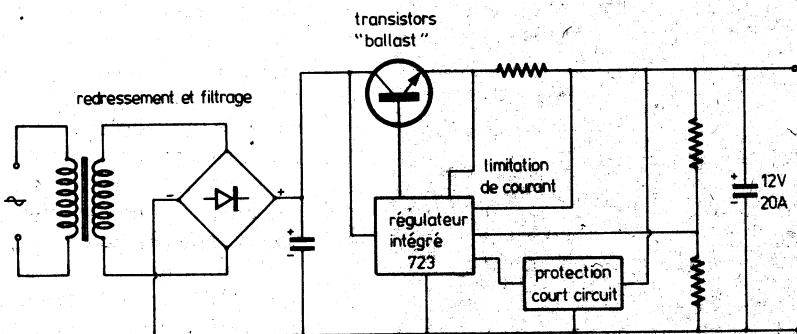 transistors
"ballast"
redressement et filtrage
limitation
de courant
régulateur
intégré
723
protection
court circuit
12V
20A
+
-
+
-
+
-